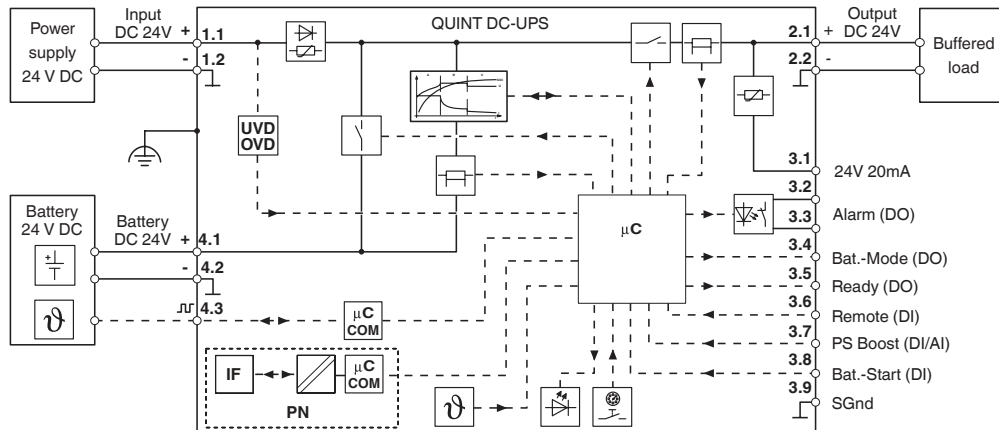 Input
DC 24V
+
1.1
QUINT DC-UPS
2.1
+
Output
DC 24V
Power
supply
24 V DC
-
1.2
2.2
-
Buffered
load
UVD
OVD
3.1
24V 20mA
3.2
Battery
24 V DC
Battery
DC 24V
+
4.1
µC
3.3
Alarm (DO)
3.4
Bat.-Mode (DO)
-
4.2
3.5
Ready (DO)
4.3
µC
COM
3.6
Remote (DI)
ϑ
3.7
PS Boost (DI/AI)
IF
µC
COM
PN
3.8
Bat.-Start (DI)
ϑ
3.9
SGnd